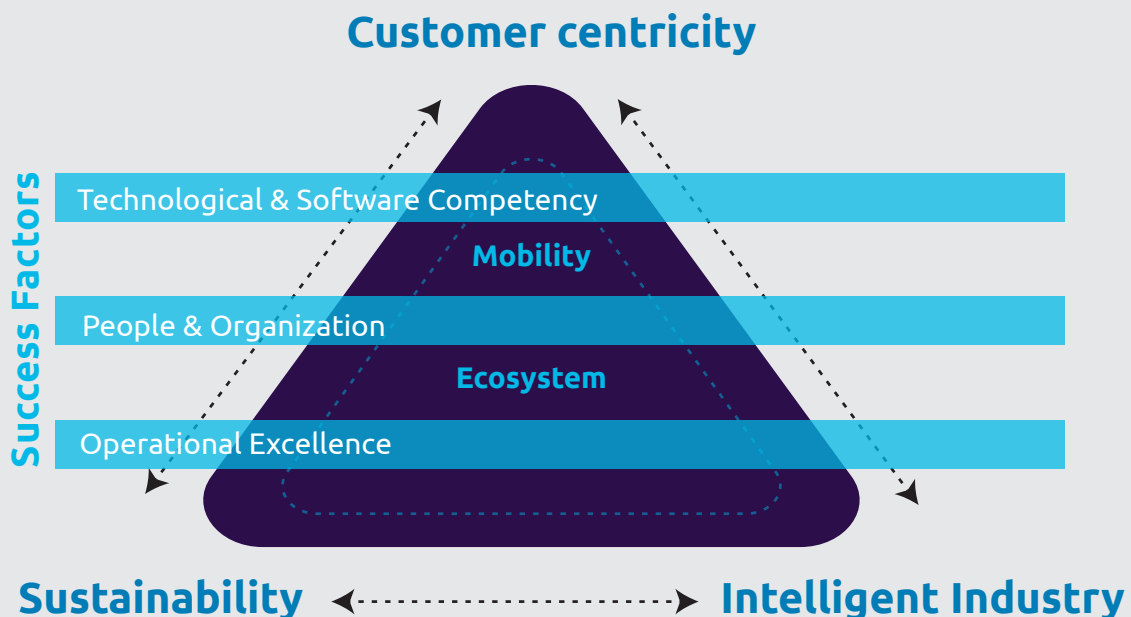 Customer centricity
Success Factors
Technological & Software Competency
Mobility
People & Organization
Ecosystem
Operational Excellence
Sustainability
Intelligent Industry